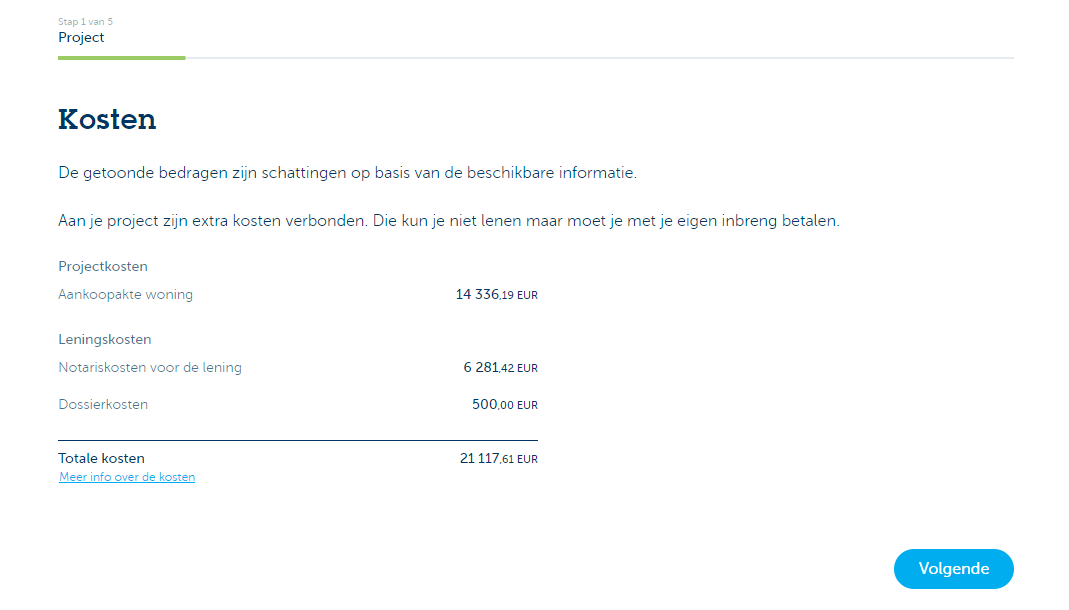 Stap 1 van 5
Project
Kosten
De getoonde bedragen zijn schattingen op basis van de beschikbare informatie.
Aan je project zijn extra kosten verbonden. Die kun je niet lenen maar moet je met je eigen inbreng betalen.
Projectkosten
Aankoopakte woning 14 336,19 EUR
Leningskosten
Notariskosten voor de lening 6 281,42 EUR
Dossierkosten 500,00 EUR
Totale kosten 21 117,61 EUR
Meer info over de kosten
Volgende